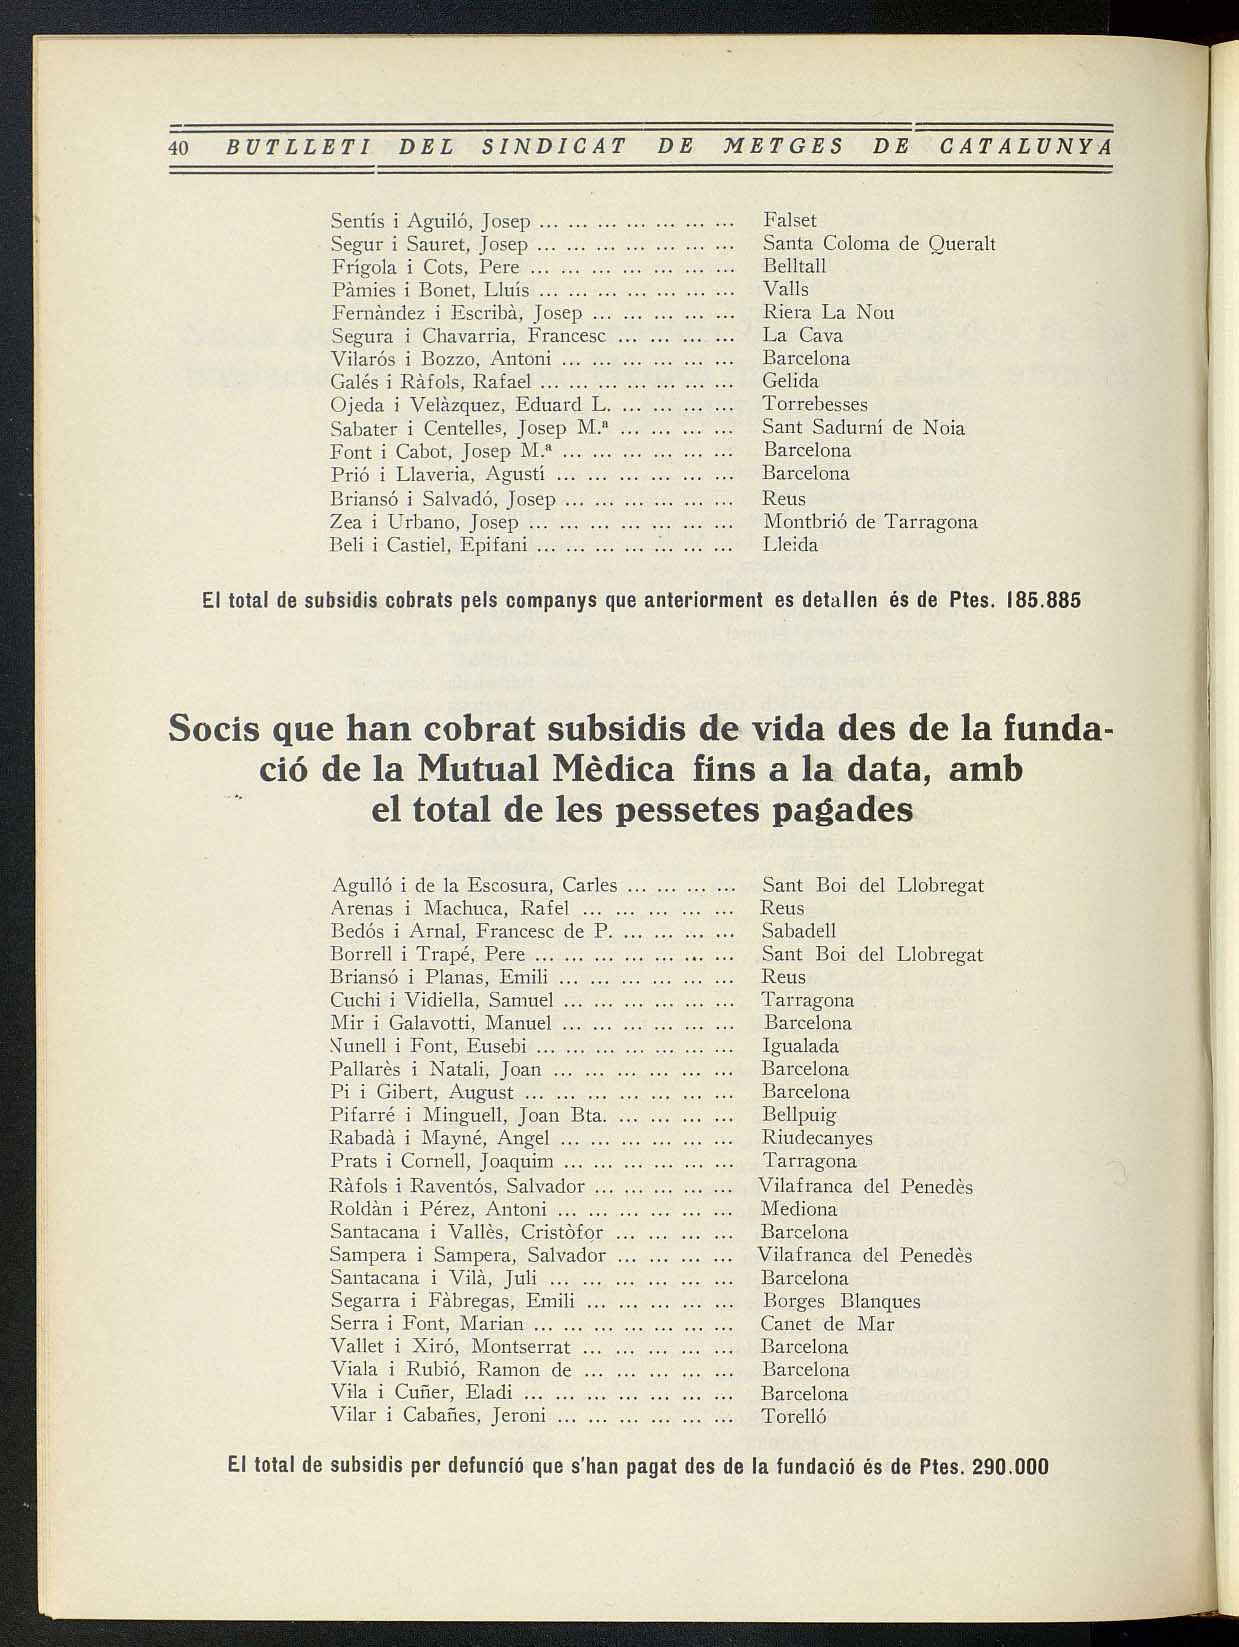 40 BUTLLETI DEL SINDICAT DE METGES DE CATALUNYA
Sentís i Aguiló, Josep ... ... ... ... ... ... ... Falset
Segur i Sauret, Josep ... ... ... ... ... ... ... Santa Coloma de Queralt
Frígola i Cots, Pere ... ... ... ... ... ... ... Belltall
Pàmies i Bonet, Lluís ... ... ... ... ... ... ... Valls
Fernàndez i Escribà, Josep ... ... ... ... ... Riera La Nou
Segura i Chavarria, Francesc ... ... ... ... La Cava
Vilarós i Bozzo, Antoni ... ... ... ... ... ... Barcelona
Galés i Ràfols, Rafael ... ... ... ... ... ... ... Gelida
Ojeda i Velàzquez, Eduard L. ... ... ... ... Torrebesses
Sabater i Centelles, Josep M.ª ... ... ... ... Sant Sadurní de Noia
Font i Cabot, Josep M.ª ... ... ... ... ... ... Barcelona
Prió i Llaveria, Agustí ... ... ... ... ... ... Barcelona
Briansó i Salvadó, Josep ... ... ... ... ... ... Reus
Zea i Urbano, Josep ... ... ... ... ... ... ... Montbrió de Tarragona
Beli i Castiel, Epifani ... ... ... ... ... ... ... Lleida
El total de subsidis cobrats pels companys que anteriorment es detallen és de Ptes. 185.885
Socis que han cobrat subsidis de vida des de la funda-
ció de la Mutual Mèdica fins a la data, amb
el total de les pessetes pagades
Agulló i de la Escosura, Carles ... ... ... ... Sant Boi del Llobregat
Arenas i Machuca, Rafel ... ... ... ... ... Reus
Bedós i Arnal, Francesc de P. ... ... ... ... Sabadell
Borrell i Trapé, Pere ... ... ... ... ... ... ... Sant Boi del Llobregat
Briansó i Planas, Emili ... ... ... ... ... ... Reus
Cuchi i Vidiella, Samuel ... ... ... ... ... ... Tarragona
Mir i Galavotti, Manuel ... ... ... ... ... ... Barcelona
Nunell i Font, Eusebi ... ... ... ... ... ... ... Igualada
Pallarès i Natali, Joan ... ... ... ... ... ... Barcelona
Pi i Gibert, August ... ... ... ... ... ... ... Barcelona
Pifarré i Minguell, Joan Bta. ... ... ... ... Bellpuig
Rabadà i Mayné, Angel ... ... ... ... ... ... Riudecanyes
Prats i Cornell, Joaquim ... ... ... ... ... ... Tarragona
Ràfols i Raventós, Salvador ... ... ... ... ... Vilafranca del Penedès
Roldàn i Pérez, Antoni ... ... ... ... ... ... Mediona
Santacana i Vallès, Cristòfor ... ... ... ... Barcelona
Sampera i Sampera, Salvador ... ... ... ... Vilafranca del Penedès
Santacana i Vilà, Juli ... ... ... ... ... ... Barcelona
Segarra i Fàbregas, Emili ... ... ... ... ... Borges Blanques
Serra i Font, Marian ... ... ... ... ... ... ... Canet de Mar
Vallet i Xiró, Montserrat ... ... ... ... ... Barcelona
Viala i Rubió, Ramon de ... ... ... ... ... Barcelona
Vila i Cuñer, Eladi ... ... ... ... ... ... ... Barcelona
Vilar i Cabañes, Jeroni ... ... ... ... ... ... Torelló
El total de subsidis per defunció que s'han pagat des de la fundació és de Ptes. 290.000